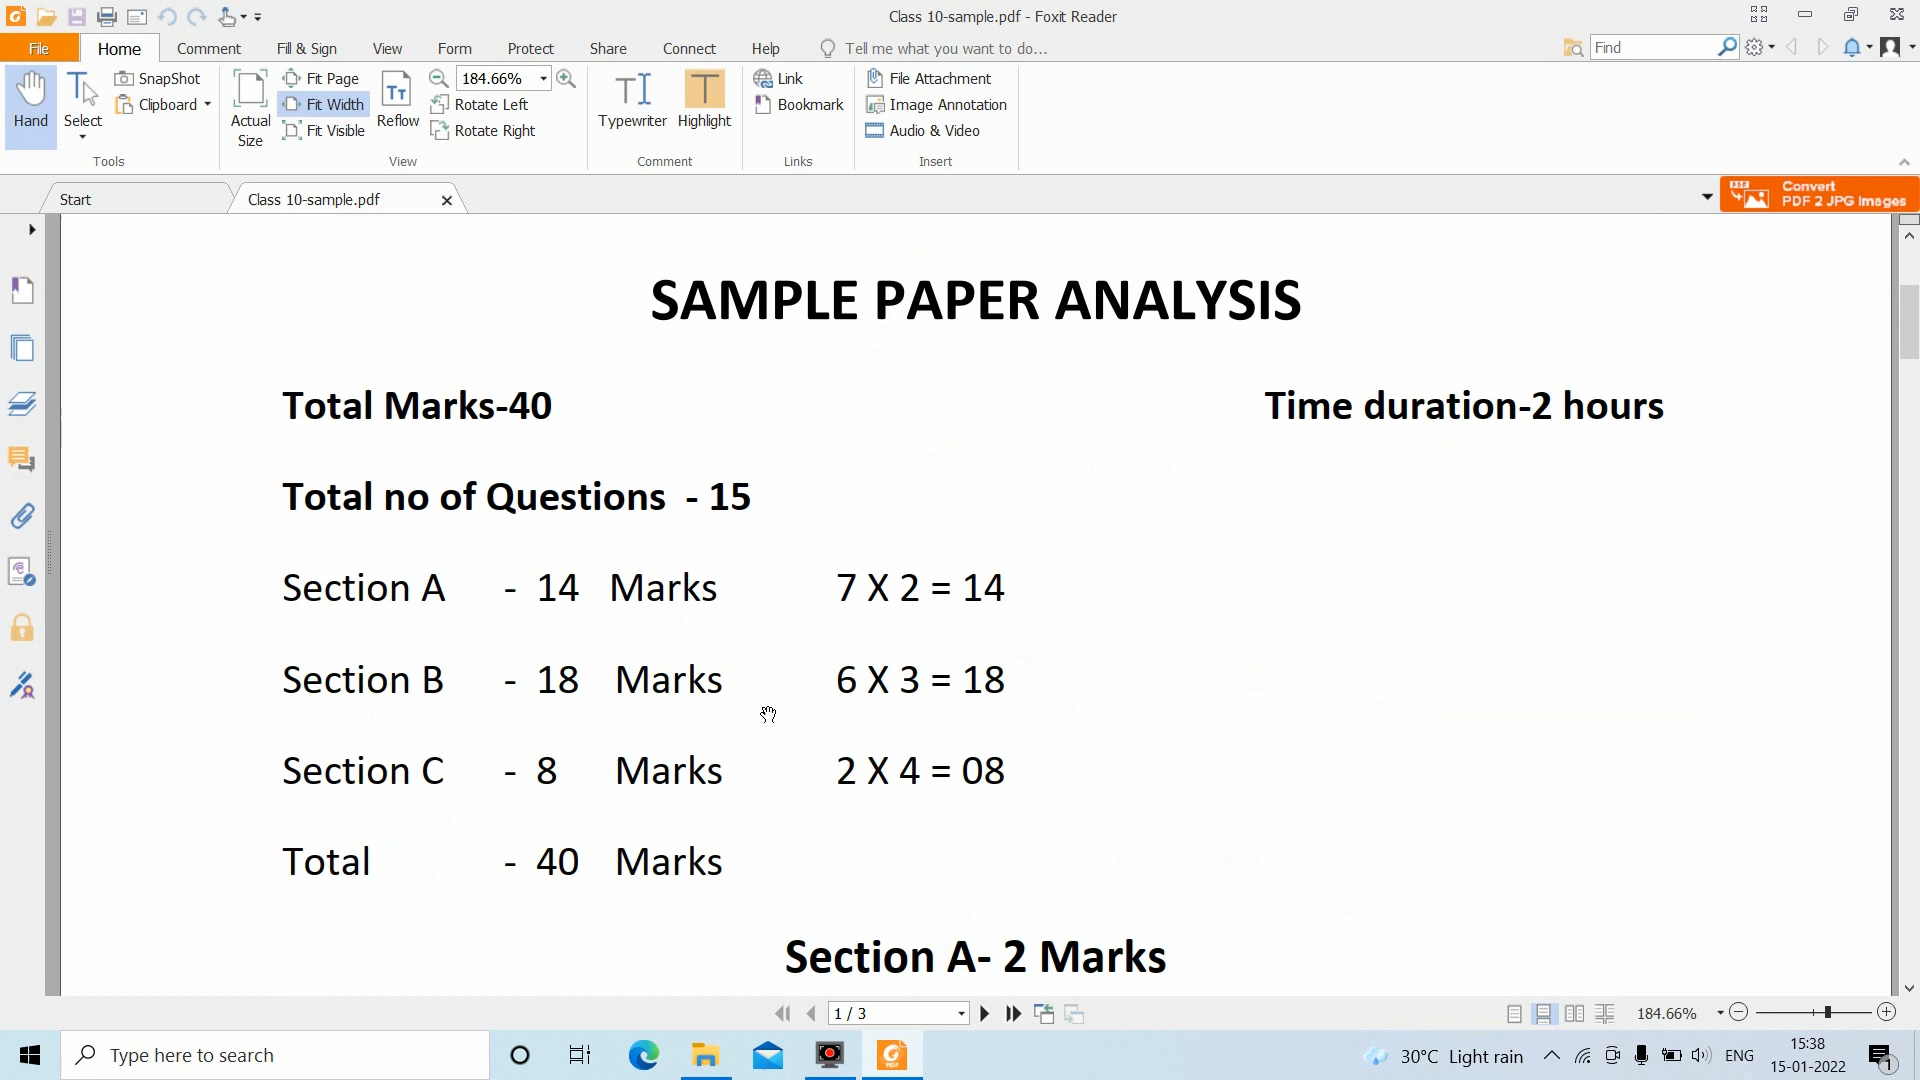 Class 10-sample.pdf - Foxit Reader
File Home Comment Fill & Sign View Form Protect Share Connect Help Tell me what you want to do... Find
Hand Select SnapShot Clipboard Actual Size Fit Page Fit Width Fit Visible Reflow 184.66% Rotate Left Rotate Right Typewriter Highlight Link Bookmark File Attachment Image Annotation Audio & Video
Tools View Comment Links Insert
Start Class 10-sample.pdf Convert
PDF 2 JPG Images
SAMPLE PAPER ANALYSIS
Total Marks-40 Time duration-2 hours
Total no of Questions - 15
Section A - 14 Marks 7 X 2 = 14
Section B - 18 Marks 6 X 3 = 18
Section C - 8 Marks 2 X 4 = 08
Total - 40 Marks
Section A- 2 Marks
1 / 3 184.66%
Type here to search 30°C Light rain ENG 15:38
15-01-2022 1